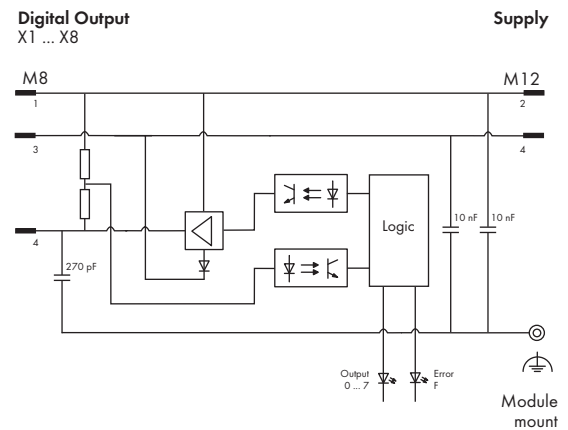 Digital Output
X1 ... X8
Supply
M8
M12
1
2
3
4
4
10 nF
10 nF
Logic
270 pF
Output
0 ... 7
Error
F
Module
mount